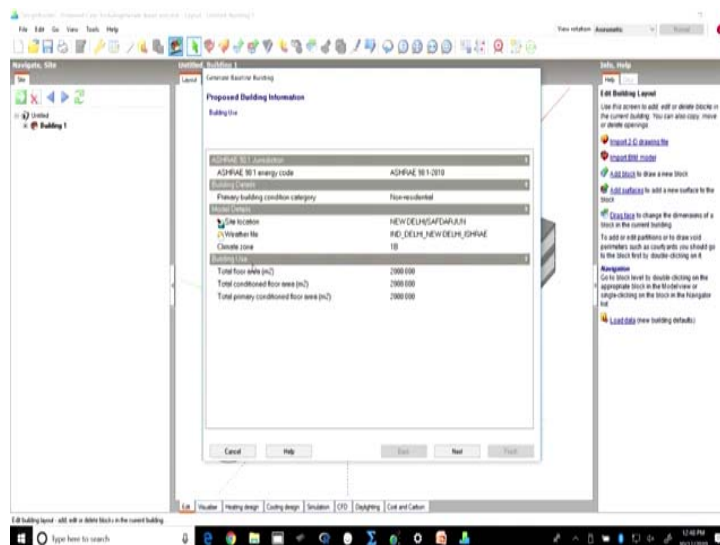 File Edit Go View Tools Help
View rotation Axonometric
Normal
Navigate, Site
Site
Untitled
Building 1
Untitled, Building 1
Layout
Generate Baseline Building
Proposed Building Information
Building Use
ASHRAE 90.1 Jurisdiction
ASHRAE 90.1 energy code ASHRAE 90.1-2010
Building Details
Primary building condition category Non-residential
Model Details
Site location NEW DELHI/SAFDARJUN
Weather file IND_DELHI_NEW DELHI_ISHRAE
Climate zone 1B
Building Use
Total floor area (m2) 2000.000
Total conditioned floor area (m2) 2000.000
Total primary conditioned floor area (m2) 2000.000
Cancel Help Back Next Finish
Info, Help
Help
Edit Building Layout
Use this screen to add, edit or delete blocks in
the current building. You can also copy, move
or delete openings.
Import 2-D drawing file
Import BIM model
Add block to draw a new block
Add surfaces to add a new surface to the
block
Drag face to change the dimensions of a
block in the current building.
To add or edit partitions or to draw void
perimeters such as courtyards you should go
to the block first by double-clicking on it.
Navigation
Go to block level by double clicking on the
appropriate block in the Model view or
single-clicking on the block in the Navigator
list
Load data (new building defaults)
Edit Visualise Heating design Cooling design Simulation CFD Daylighting Cost and Carbon
Edit building layout - add, edit or delete blocks in the current building
Type here to search
12:48 PM